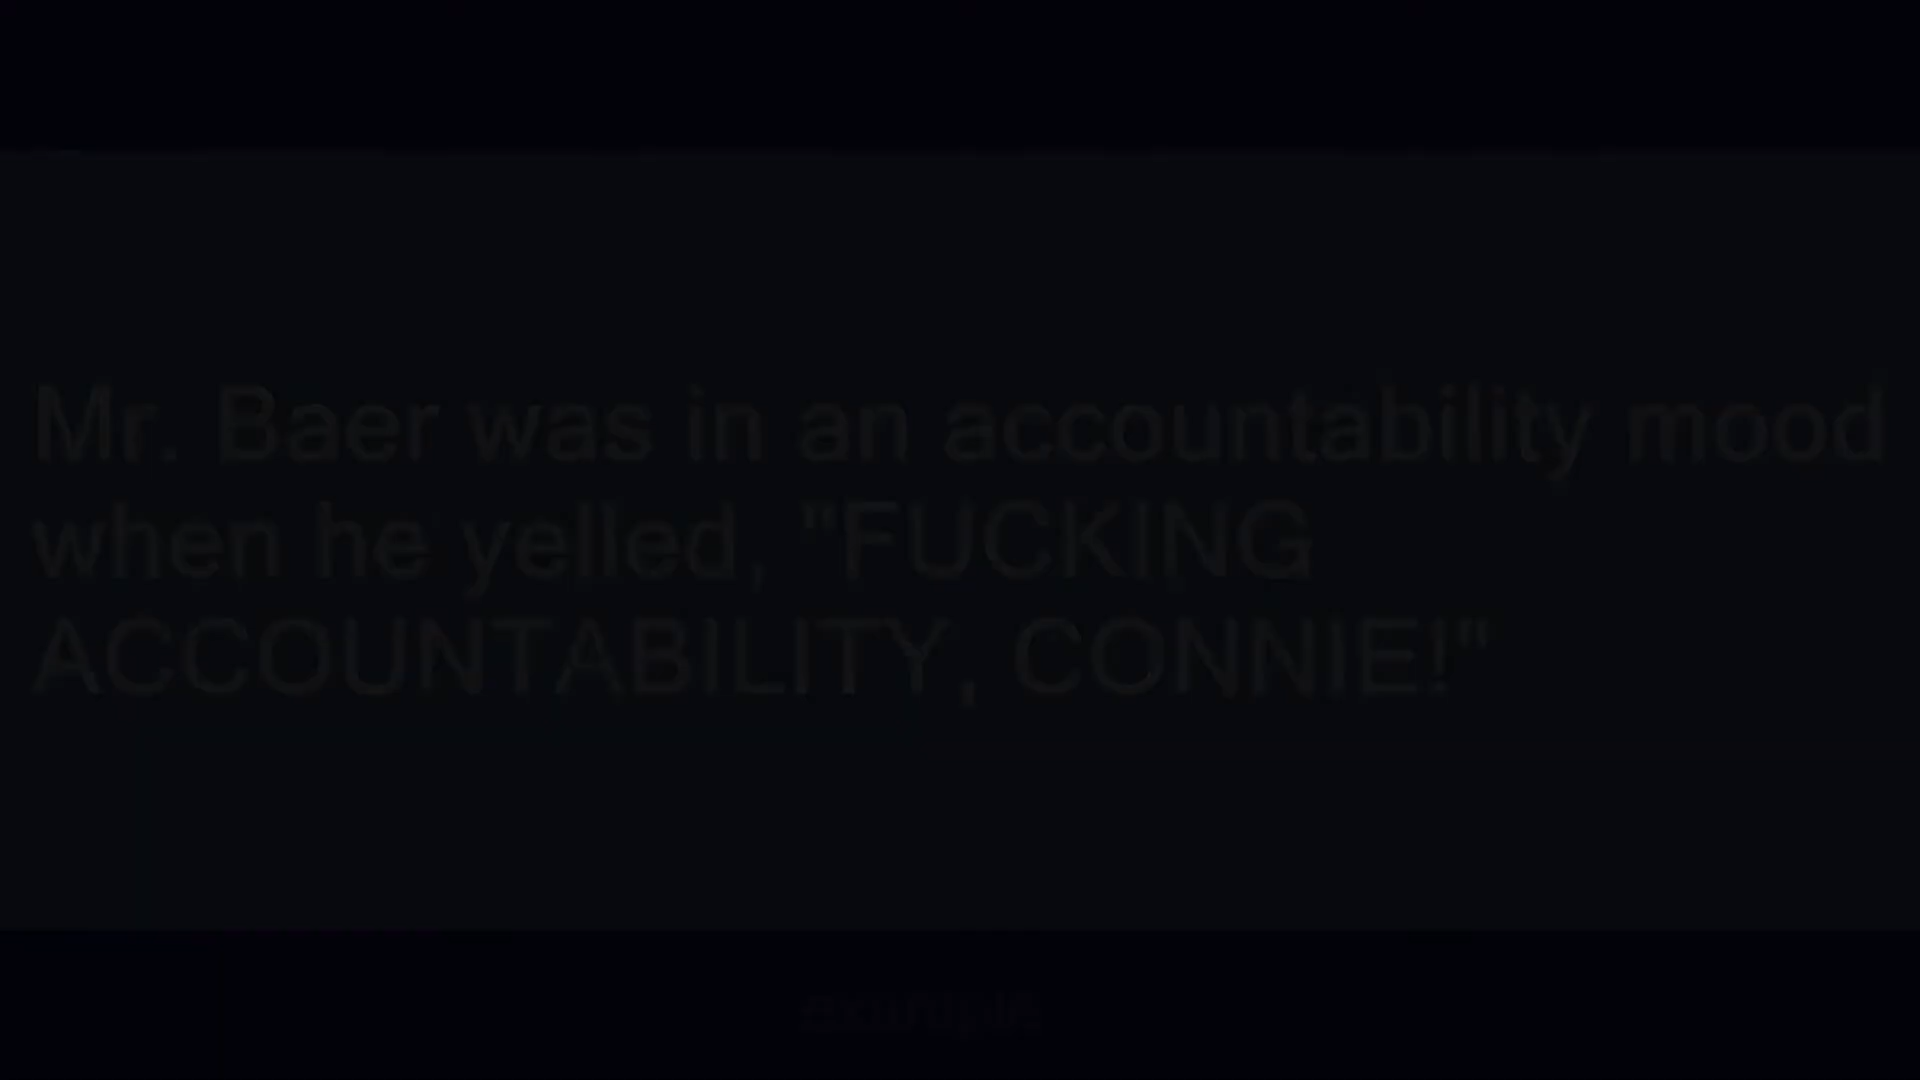 Mr. Baer was in an accountability mood
when he yelled, "FUCKING
ACCOUNTABILITY, CONNIE!"